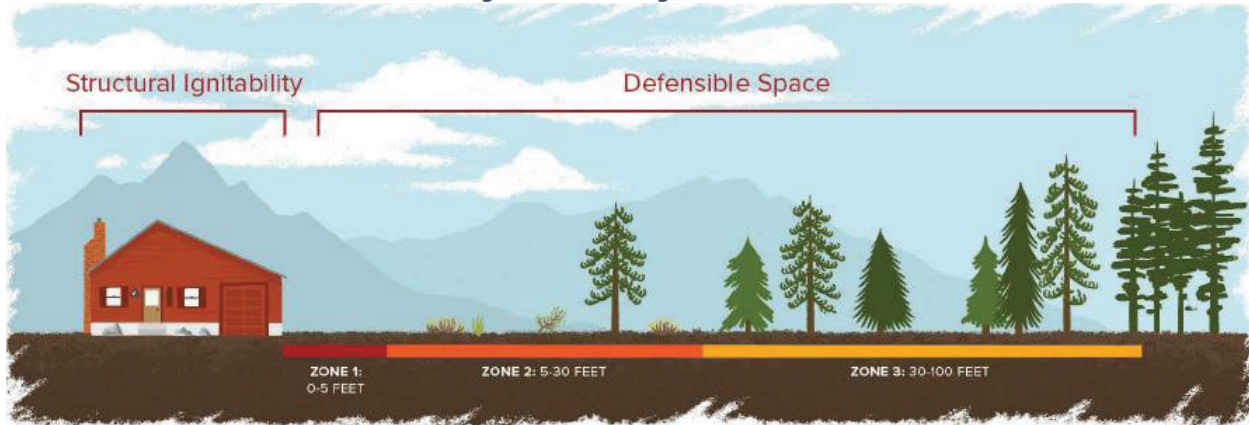 Structural Ignitability
Defensible Space
ZONE 1:
0-5 FEET
ZONE 2: 5-30 FEET
ZONE 3: 30-100 FEET